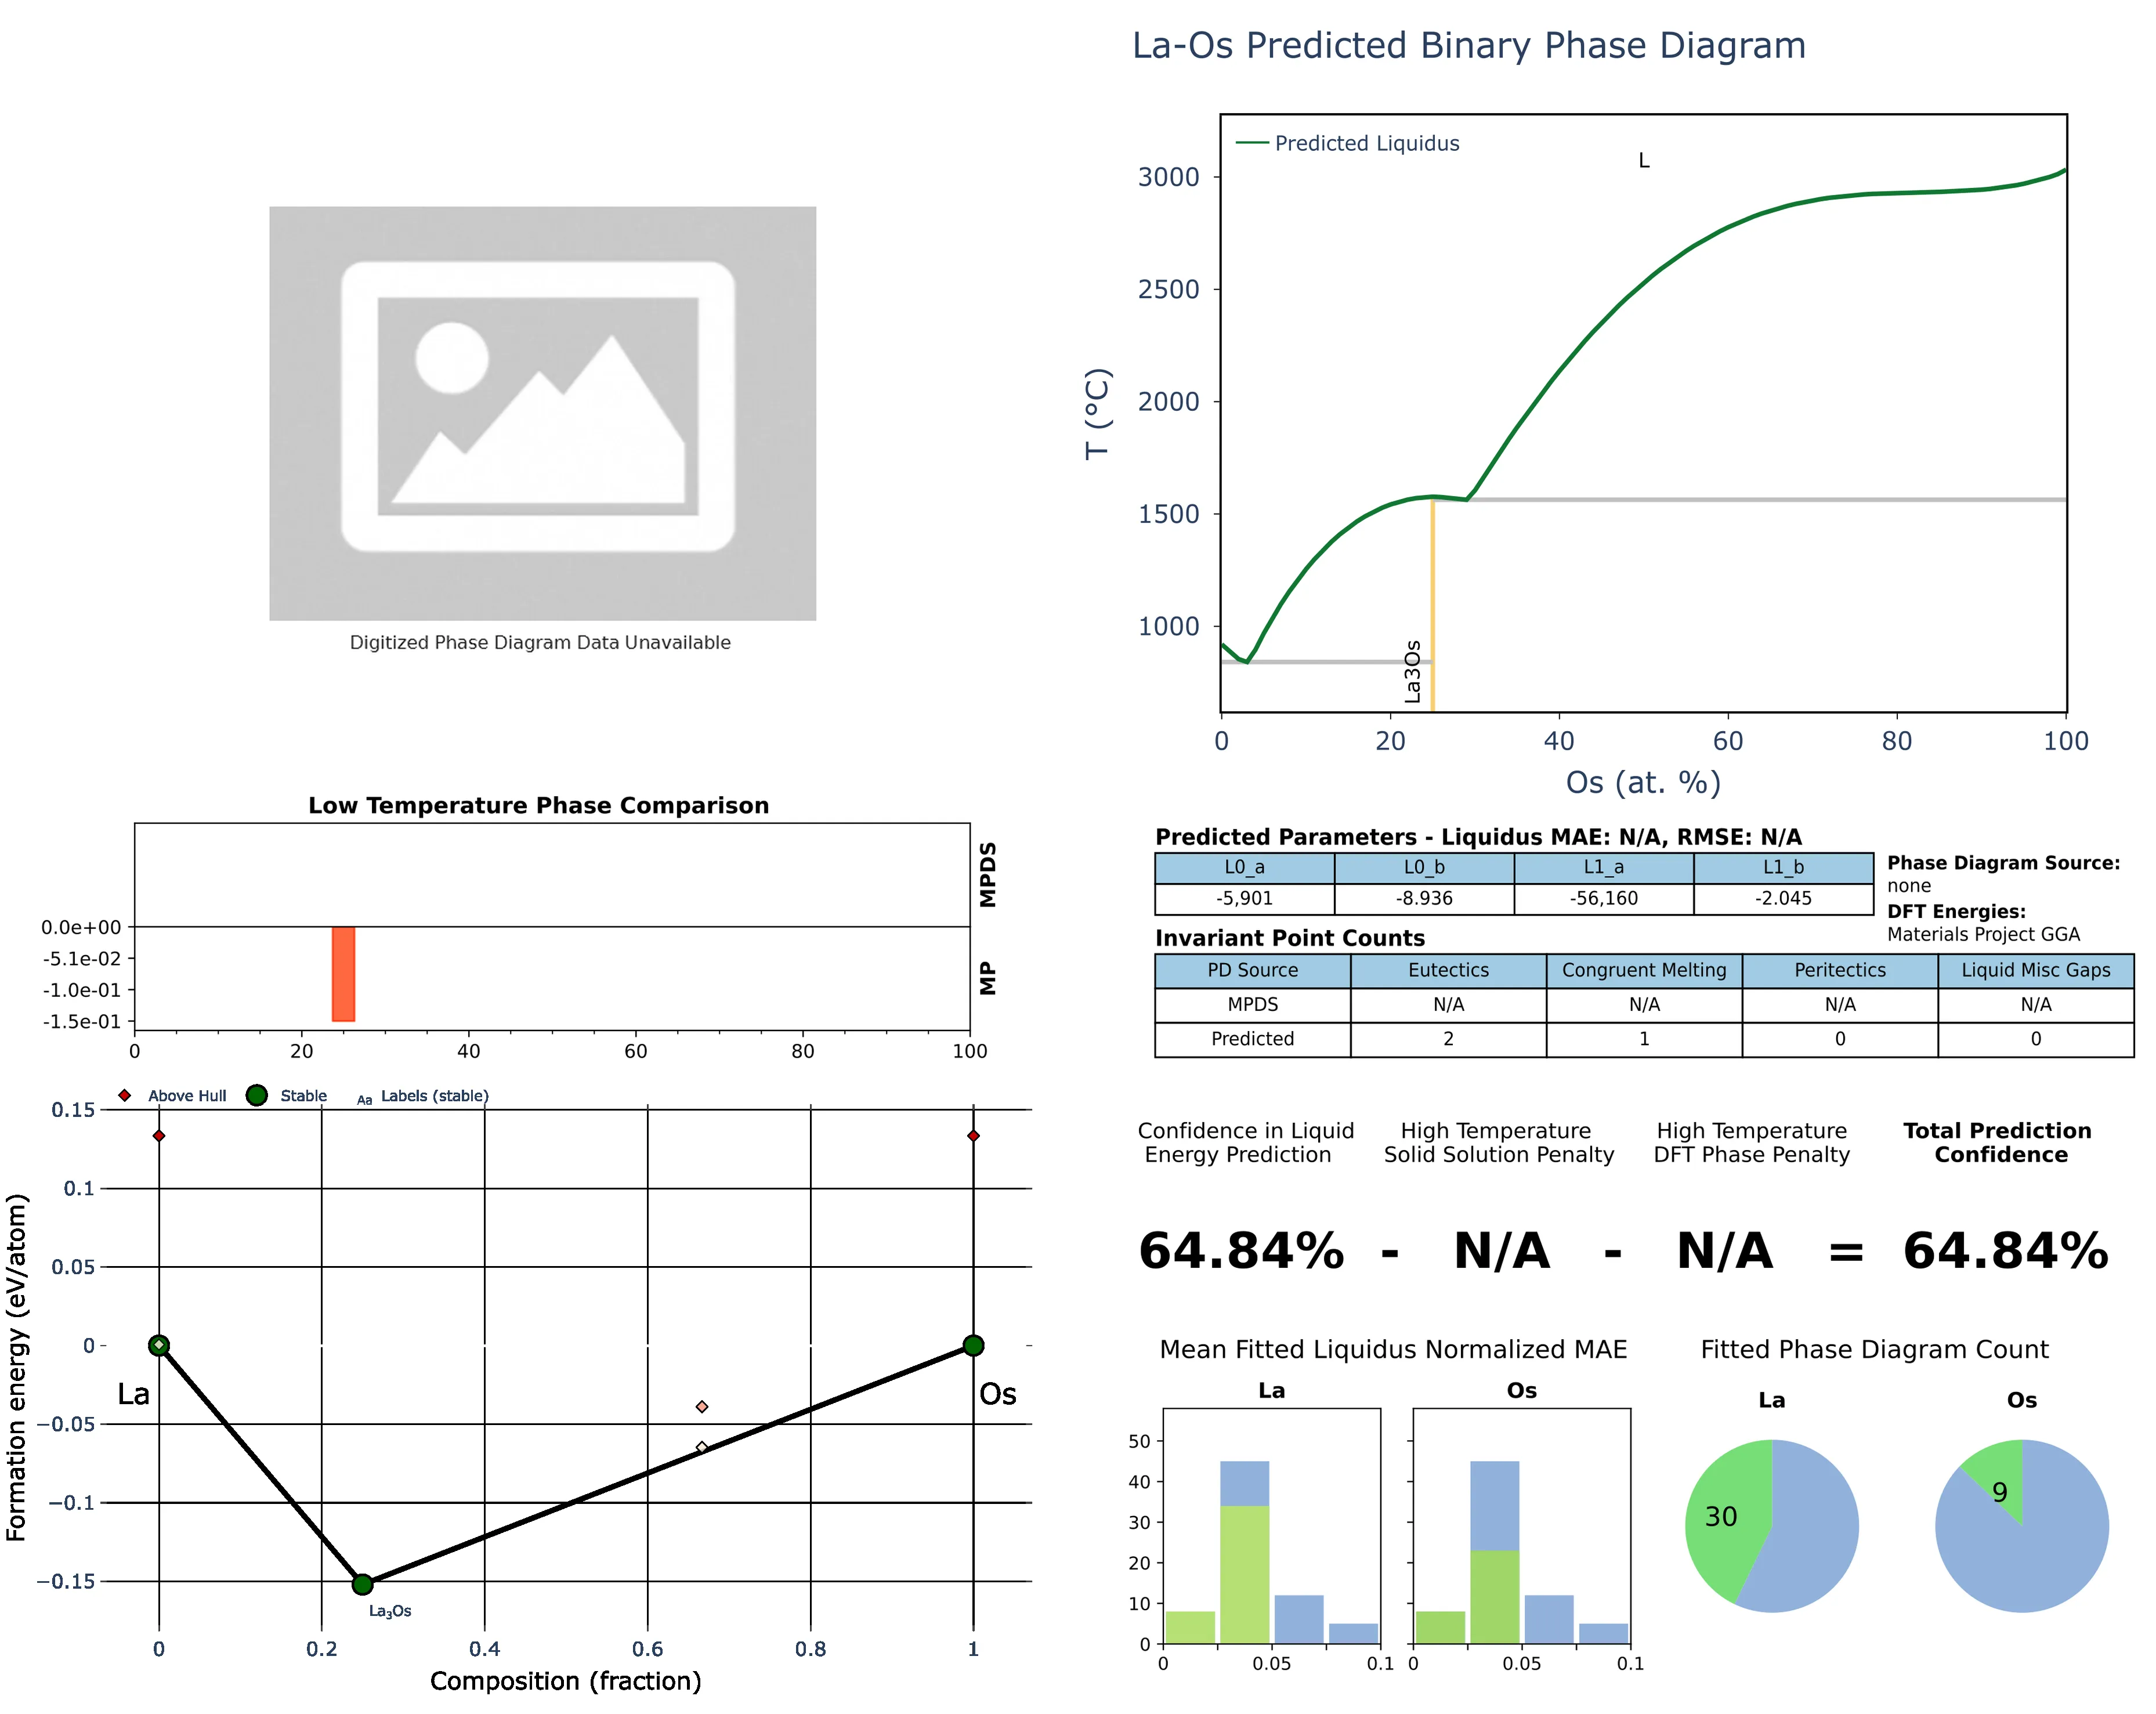 La-Os Predicted Binary Phase Diagram
Predicted Liquidus
L
3000
2500
2000
1500
1000
T (°C)
La3Os
0 20 40 60 80 100
Os (at. %)
Digitized Phase Diagram Data Unavailable
Low Temperature Phase Comparison
MPDS
MP
0.0e+00
-5.1e-02
-1.0e-01
-1.5e-01
0 20 40 60 80 100
Predicted Parameters - Liquidus MAE: N/A, RMSE: N/A
L0_a L0_b L1_a L1_b
-5,901 -8.936 -56,160 -2.045
Phase Diagram Source:
none
DFT Energies:
Materials Project GGA
Invariant Point Counts
PD Source Eutectics Congruent Melting Peritectics Liquid Misc Gaps
MPDS N/A N/A N/A N/A
Predicted 2 1 0 0
Above Hull Stable Aa Labels (stable)
0.15
0.1
0.05
0
−0.05
−0.1
−0.15
Formation energy (eV/atom)
La
Os
La₃Os
0 0.2 0.4 0.6 0.8 1
Composition (fraction)
Confidence in Liquid
Energy Prediction
High Temperature
Solid Solution Penalty
High Temperature
DFT Phase Penalty
Total Prediction
Confidence
64.84% - N/A - N/A = 64.84%
Mean Fitted Liquidus Normalized MAE
La
Os
50
40
30
20
10
0
0 0.05 0.1
0 0.05 0.1
Fitted Phase Diagram Count
La
30
Os
9